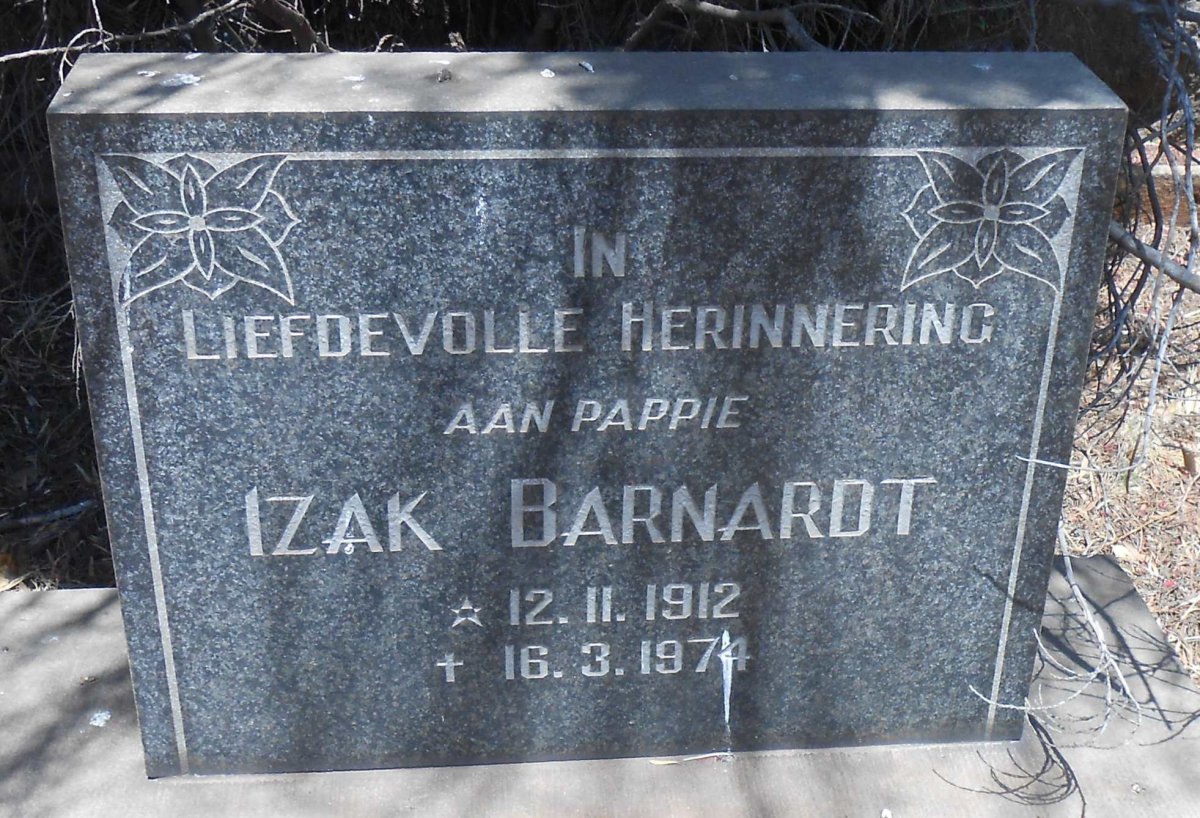 IN
LIEFDEVOLLE HERINNERING
AAN PAPPIE
IZAK BARNARDT
☆ 12.11.1912
✝ 16.3.1974